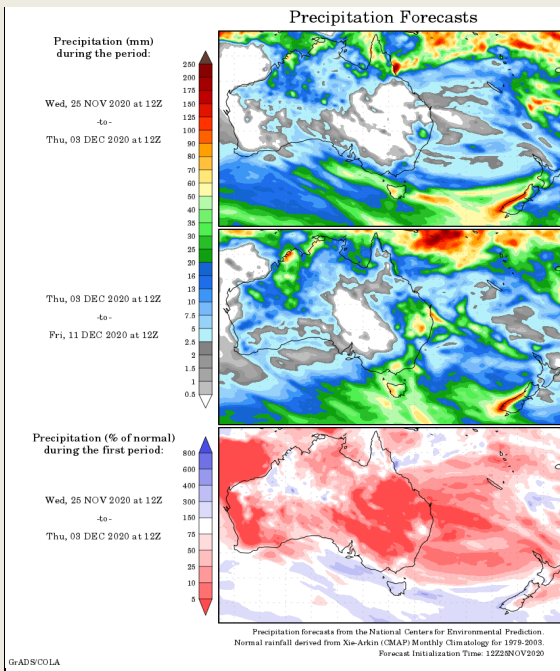 Precipitation Forecasts
Precipitation (mm)
during the period:
Wed, 25 NOV 2020 at 12Z
-to-
Thu, 03 DEC 2020 at 12Z
250
200
175
150
125
100
90
80
70
60
50
40
35
30
25
20
16
13
10
7.5
5
2.5
2
1.5
1
0.5
Thu, 03 DEC 2020 at 12Z
-to-
Fri, 11 DEC 2020 at 12Z
Precipitation (% of normal)
during the first period:
Wed, 25 NOV 2020 at 12Z
-to-
Thu, 03 DEC 2020 at 12Z
800
600
400
300
150
75
50
25
10
5
Precipitation forecasts from the National Centers for Environmental Prediction.
Normal rainfall derived from Xie-Arkin (CMAP) Monthly Climatology for 1979-2003.
Forecast Initialization Time: 12Z25NOV2020
GrADS/COLA